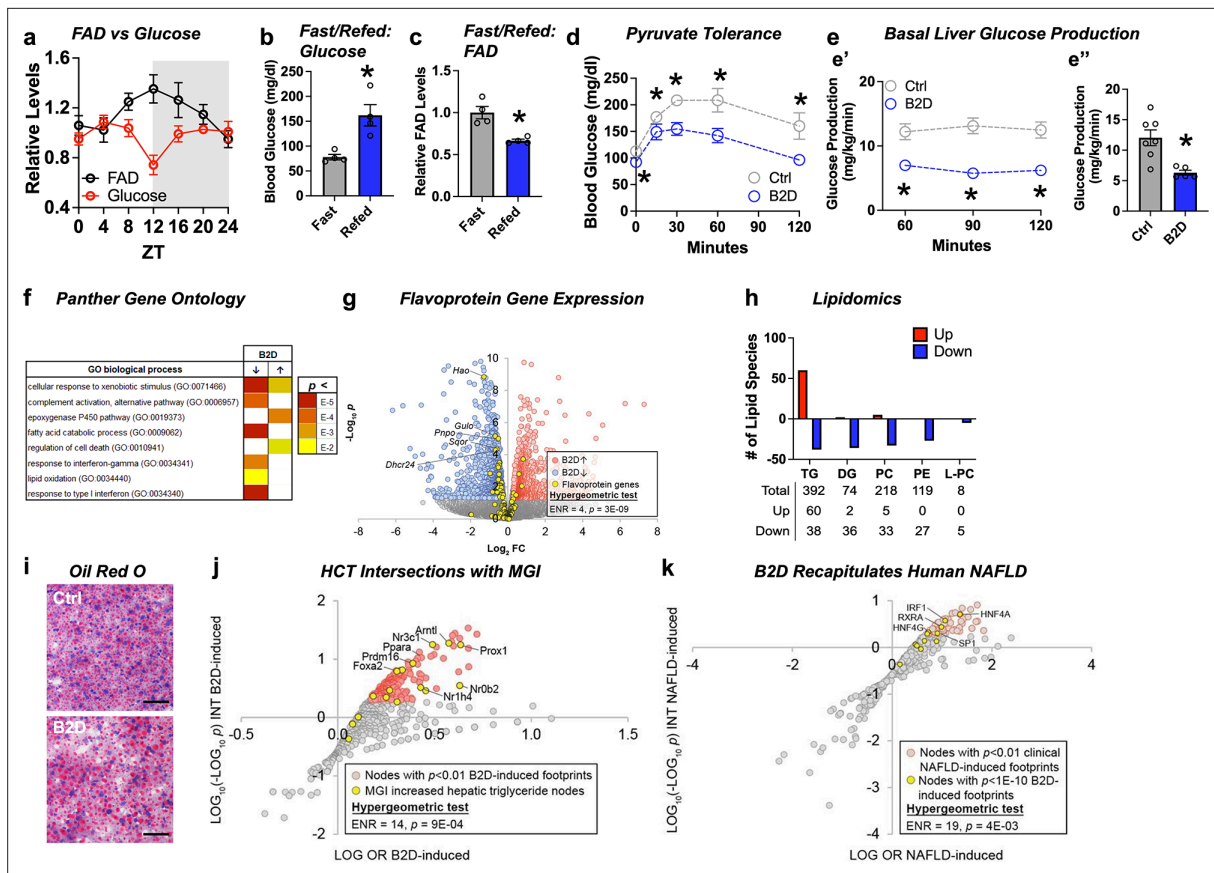 a FAD vs Glucose
Relative Levels
1.6
1.2
0.8
0.4
FAD
Glucose
0 4 8 12 16 20 24
ZT
b Fast/Refed:
Glucose
Blood Glucose (mg/dl)
250
200
150
100
50
0
*
Fast
Refed
c Fast/Refed:
FAD
Relative FAD Levels
1.5
1.0
0.5
0.0
*
Fast
Refed
d Pyruvate Tolerance
Blood Glucose (mg/dl)
250
200
150
100
50
0
* * * * *
Ctrl
B2D
0 30 60 90 120
Minutes
e Basal Liver Glucose Production
e'
Glucose Production
(mg/kg/min)
20
15
10
5
0
Ctrl
B2D
* * *
60 90 120
Minutes
e"
Glucose Production
(mg/kg/min)
20
15
10
5
0
*
Ctrl
B2D
f Panther Gene Ontology
B2D
GO biological process ↓ ↑
cellular response to xenobiotic stimulus (GO:0071466)
complement activation, alternative pathway (GO:0006957)
epoxygenase P450 pathway (GO:0019373)
fatty acid catabolic process (GO:0009062)
regulation of cell death (GO:0010941)
response to interferon-gamma (GO:0034341)
lipid oxidation (GO:0034440)
response to type I interferon (GO:0034340)
p <
E-5
E-4
E-3
E-2
g Flavoprotein Gene Expression
-Log10 p
10
8
6
4
2
0
Hao
Gulo
Pnpo
Sqor
Dhcr24
B2D↑
B2D↓
Flavoprotein genes
Hypergeometric test
ENR = 4, p = 3E-09
-8 -6 -4 -2 0 2 4 6 8
Log2 FC
h Lipidomics
# of Lipid Species
100
50
0
-50
Up
Down
TG DG PC PE L-PC
Total 392 74 218 119 8
Up 60 2 5 0 0
Down 38 36 33 27 5
i Oil Red O
Ctrl
B2D
j HCT Intersections with MGI
LOG10(-LOG10 p) INT B2D-induced
2
1
0
-1
-2
Arntl
Nr3c1
Ppara
Prdm16
Foxa2
Prox1
Nr0b2
Nr1h4
-0.5 0.5 1.0 1.5
Nodes with p<0.01 B2D-induced footprints
MGI increased hepatic triglyceride nodes
Hypergeometric test
ENR = 14, p = 9E-04
LOG OR B2D-induced
k B2D Recapitulates Human NAFLD
LOG10(-LOG10 p) INT NAFLD-induced
1
0
-1
-2
-3
-4
IRF1
RXRA
HNF4G
HNF4A
SP1
-4 -2 0 2 4
Nodes with p<0.01 clinical
NAFLD-induced footprints
Nodes with p<1E-10 B2D-
induced footprints
Hypergeometric test
ENR = 19, p = 4E-03
LOG OR NAFLD-induced